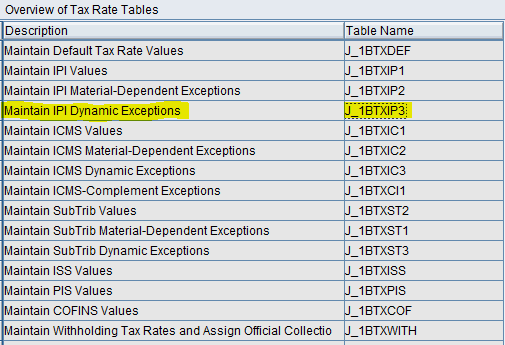 Overview of Tax Rate Tables
Description Table Name
Maintain Default Tax Rate Values J_1BTXDEF
Maintain IPI Values J_1BTXIP1
Maintain IPI Material-Dependent Exceptions J_1BTXIP2
Maintain IPI Dynamic Exceptions J_1BTXIP3
Maintain ICMS Values J_1BTXIC1
Maintain ICMS Material-Dependent Exceptions J_1BTXIC2
Maintain ICMS Dynamic Exceptions J_1BTXIC3
Maintain ICMS-Complement Exceptions J_1BTXCI1
Maintain SubTrib Values J_1BTXST2
Maintain SubTrib Material-Dependent Exceptions J_1BTXST1
Maintain SubTrib Dynamic Exceptions J_1BTXST3
Maintain ISS Values J_1BTXISS
Maintain PIS Values J_1BTXPIS
Maintain COFINS Values J_1BTXCOF
Maintain Withholding Tax Rates and Assign Official Collectio J_1BTXWITH